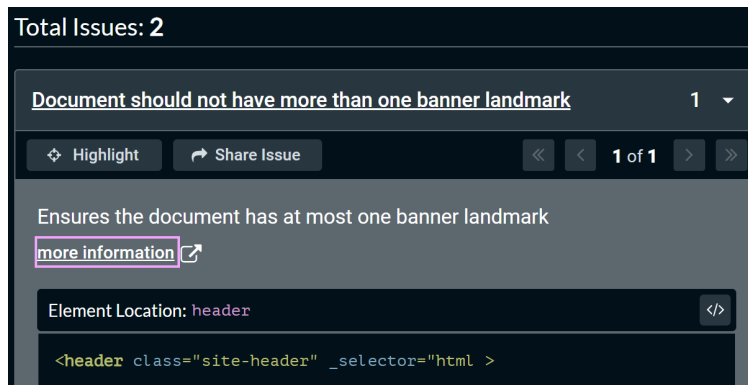 Total Issues: 2
Document should not have more than one banner landmark 1
Highlight Share Issue 1 of 1
Ensures the document has at most one banner landmark
more information
Element Location: header </>
<header class="site-header" _selector="html >